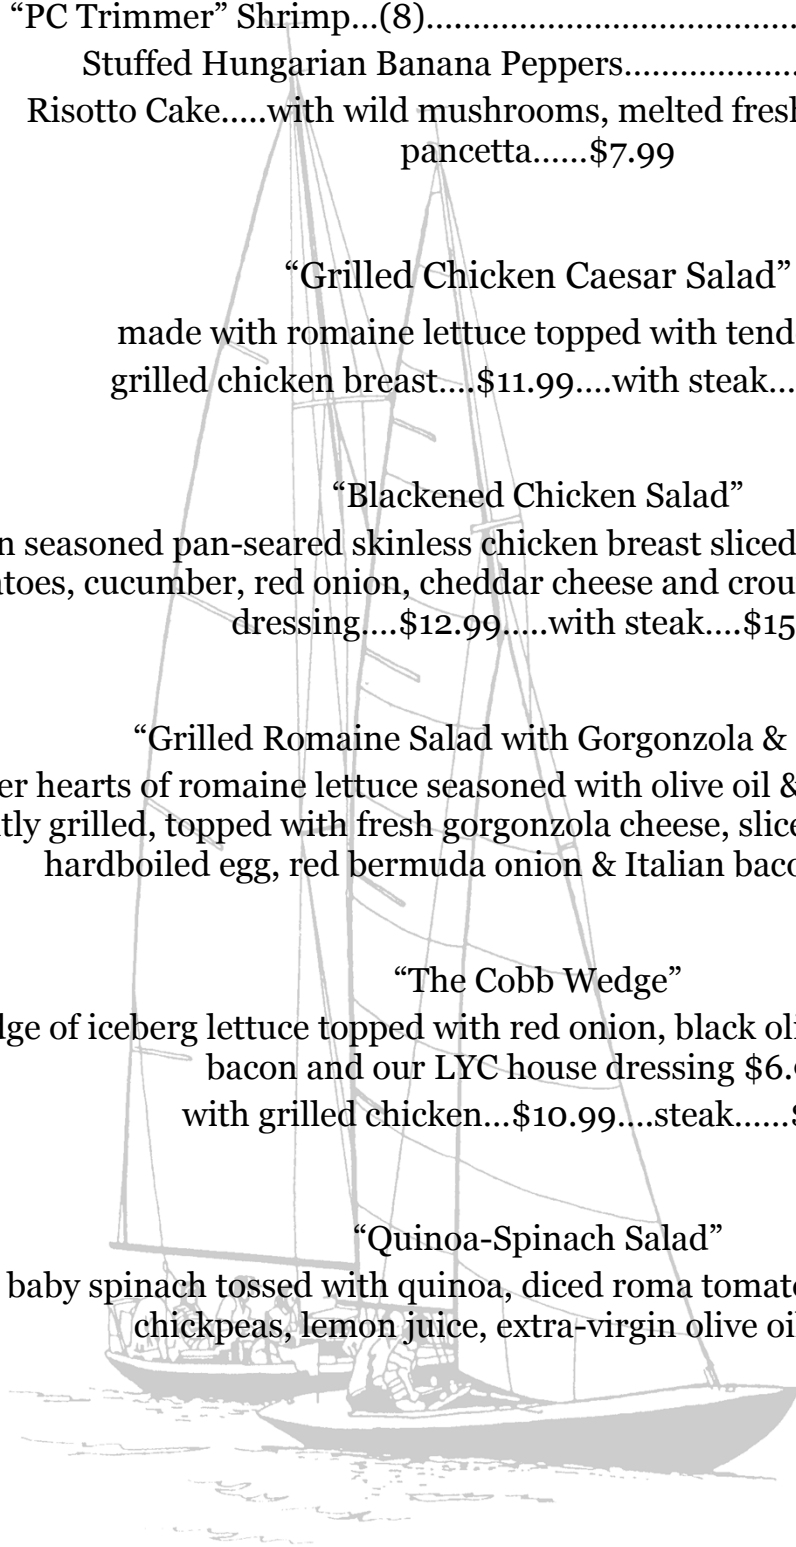 “PC Trimmer” Shrimp…(8)…………………………………
Stuffed Hungarian Banana Peppers………………
Risotto Cake.....with wild mushrooms, melted fresh
pancetta……$7.99
“Grilled Chicken Caesar Salad”
made with romaine lettuce topped with tend
grilled chicken breast….$11.99….with steak…
“Blackened Chicken Salad”
n seasoned pan-seared skinless chicken breast sliced
toes, cucumber, red onion, cheddar cheese and crou
dressing….$12.99…..with steak….$15
“Grilled Romaine Salad with Gorgonzola &
er hearts of romaine lettuce seasoned with olive oil &
tly grilled, topped with fresh gorgonzola cheese, slice
hardboiled egg, red bermuda onion & Italian baco
“The Cobb Wedge”
dge of iceberg lettuce topped with red onion, black oli
bacon and our LYC house dressing $6.
with grilled chicken…$10.99….steak……$
“Quinoa-Spinach Salad”
baby spinach tossed with quinoa, diced roma tomato
chickpeas, lemon juice, extra-virgin olive oil